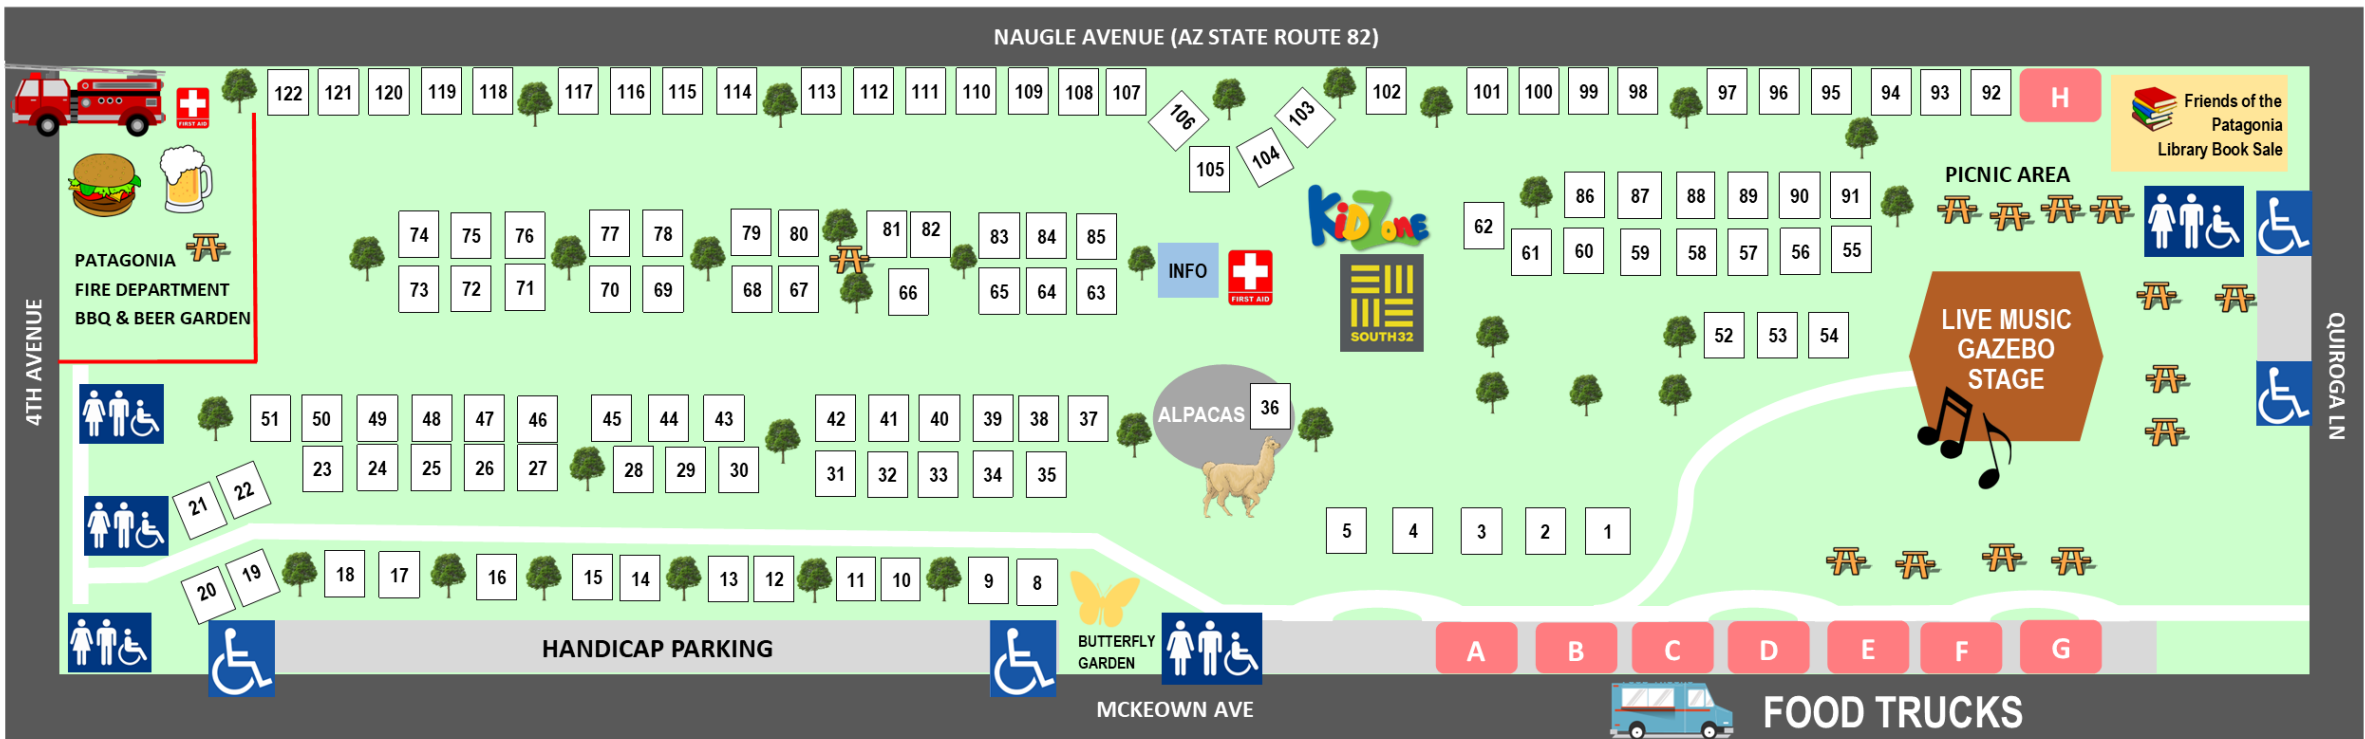 NAUGLE AVENUE (AZ STATE ROUTE 82)
122 121 120 119 118 117 116 115 114 113 112 111 110 109 108 107
106 105 104 103
102 101 100 99 98 97 96 95 94 93 92 H
FIRST AID
Friends of the
Patagonia
Library Book Sale
PICNIC AREA
PATAGONIA
FIRE DEPARTMENT
BBQ & BEER GARDEN
4TH AVENUE
74 75 76 77 78 79 80 81 82 83 84 85
73 72 71 70 69 68 67 66 65 64 63
INFO
FIRST AID
KidZone
SOUTH32
62 86 87 88 89 90 91
61 60 59 58 57 56 55
52 53 54
LIVE MUSIC
GAZEBO
STAGE
QUIROGA LN
51 50 49 48 47 46 45 44 43 42 41 40 39 38 37
ALPACAS 36
23 24 25 26 27 28 29 30 31 32 33 34 35
21 22
5 4 3 2 1
20 19 18 17 16 15 14 13 12 11 10 9 8
HANDICAP PARKING
BUTTERFLY
GARDEN
A B C D E F G
MCKEOWN AVE
FOOD TRUCKS